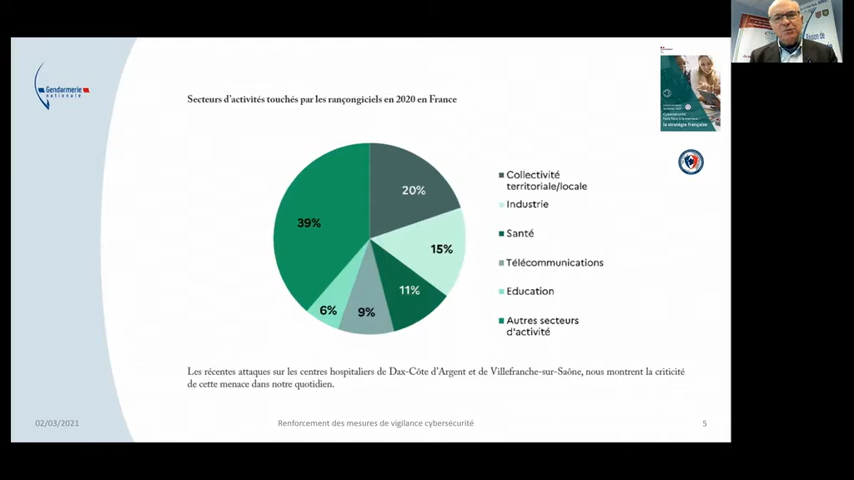 Gendarmerie
nationale
Secteurs d'activités touchés par les rançongiciels en 2020 en France
la stratégie française
20%
15%
11%
9%
6%
39%
Collectivité
territoriale/locale
Industrie
Santé
Télécommunications
Education
Autres secteurs
d'activité
Les récentes attaques sur les centres hospitaliers de Dax-Côte d'Argent et de Villefranche-sur-Saône, nous montrent la criticité
de cette menace dans notre quotidien.
02/03/2021
Renforcement des mesures de vigilance cybersécurité
5